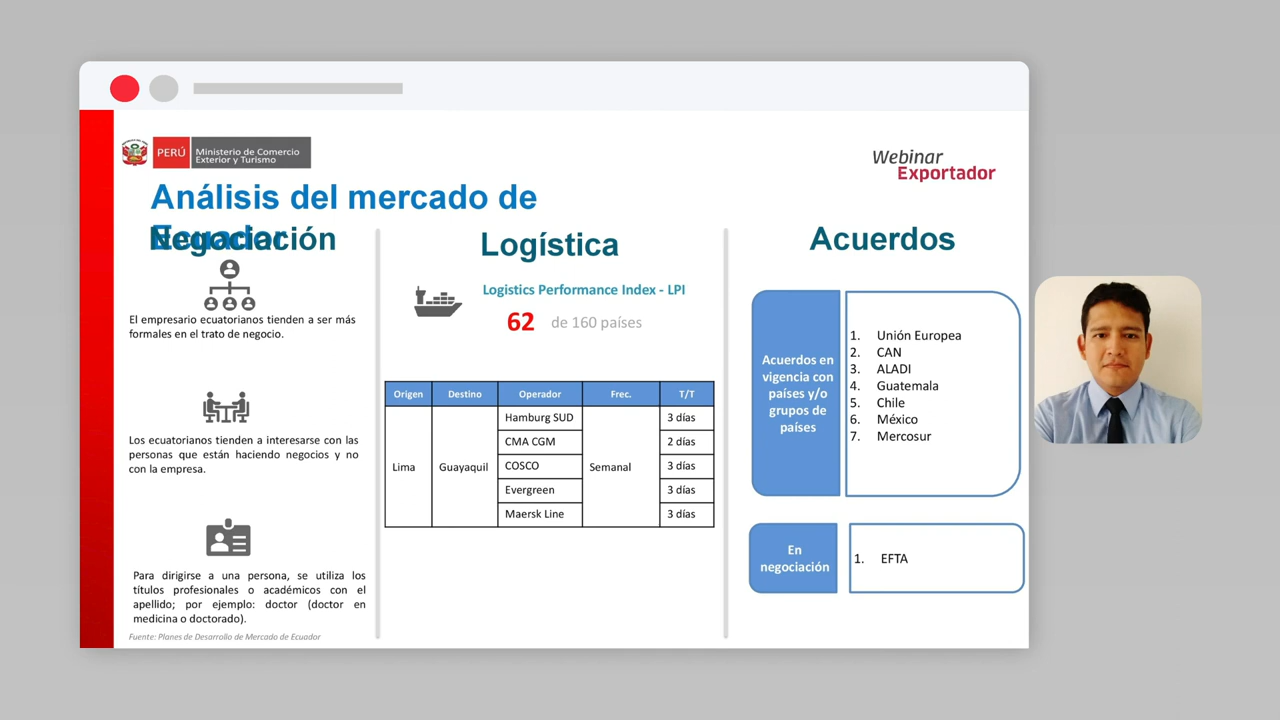 PERÚ
Ministerio de Comercio
Exterior y Turismo
Webinar
Exportador
Análisis del mercado de
Ecuador
Negociación
El empresario ecuatorianos tienden a ser más
formales en el trato de negocio.
Los ecuatorianos tienden a interesarse con las
personas que están haciendo negocios y no
con la empresa.
Para dirigirse a una persona, se utiliza los
títulos profesionales o académicos con el
apellido; por ejemplo: doctor (doctor en
medicina o doctorado).
Fuente: Planes de Desarrollo de Mercado de Ecuador
Logística
Logistics Performance Index - LPI
62 de 160 países
Origen Destino Operador Frec. T/T
Hamburg SUD 3 días
CMA CGM 2 días
Lima Guayaquil COSCO Semanal 3 días
Evergreen 3 días
Maersk Line 3 días
Acuerdos
Acuerdos en
vigencia con
países y/o
grupos de
países
1. Unión Europea
2. CAN
3. ALADI
4. Guatemala
5. Chile
6. México
7. Mercosur
En
negociación
1. EFTA